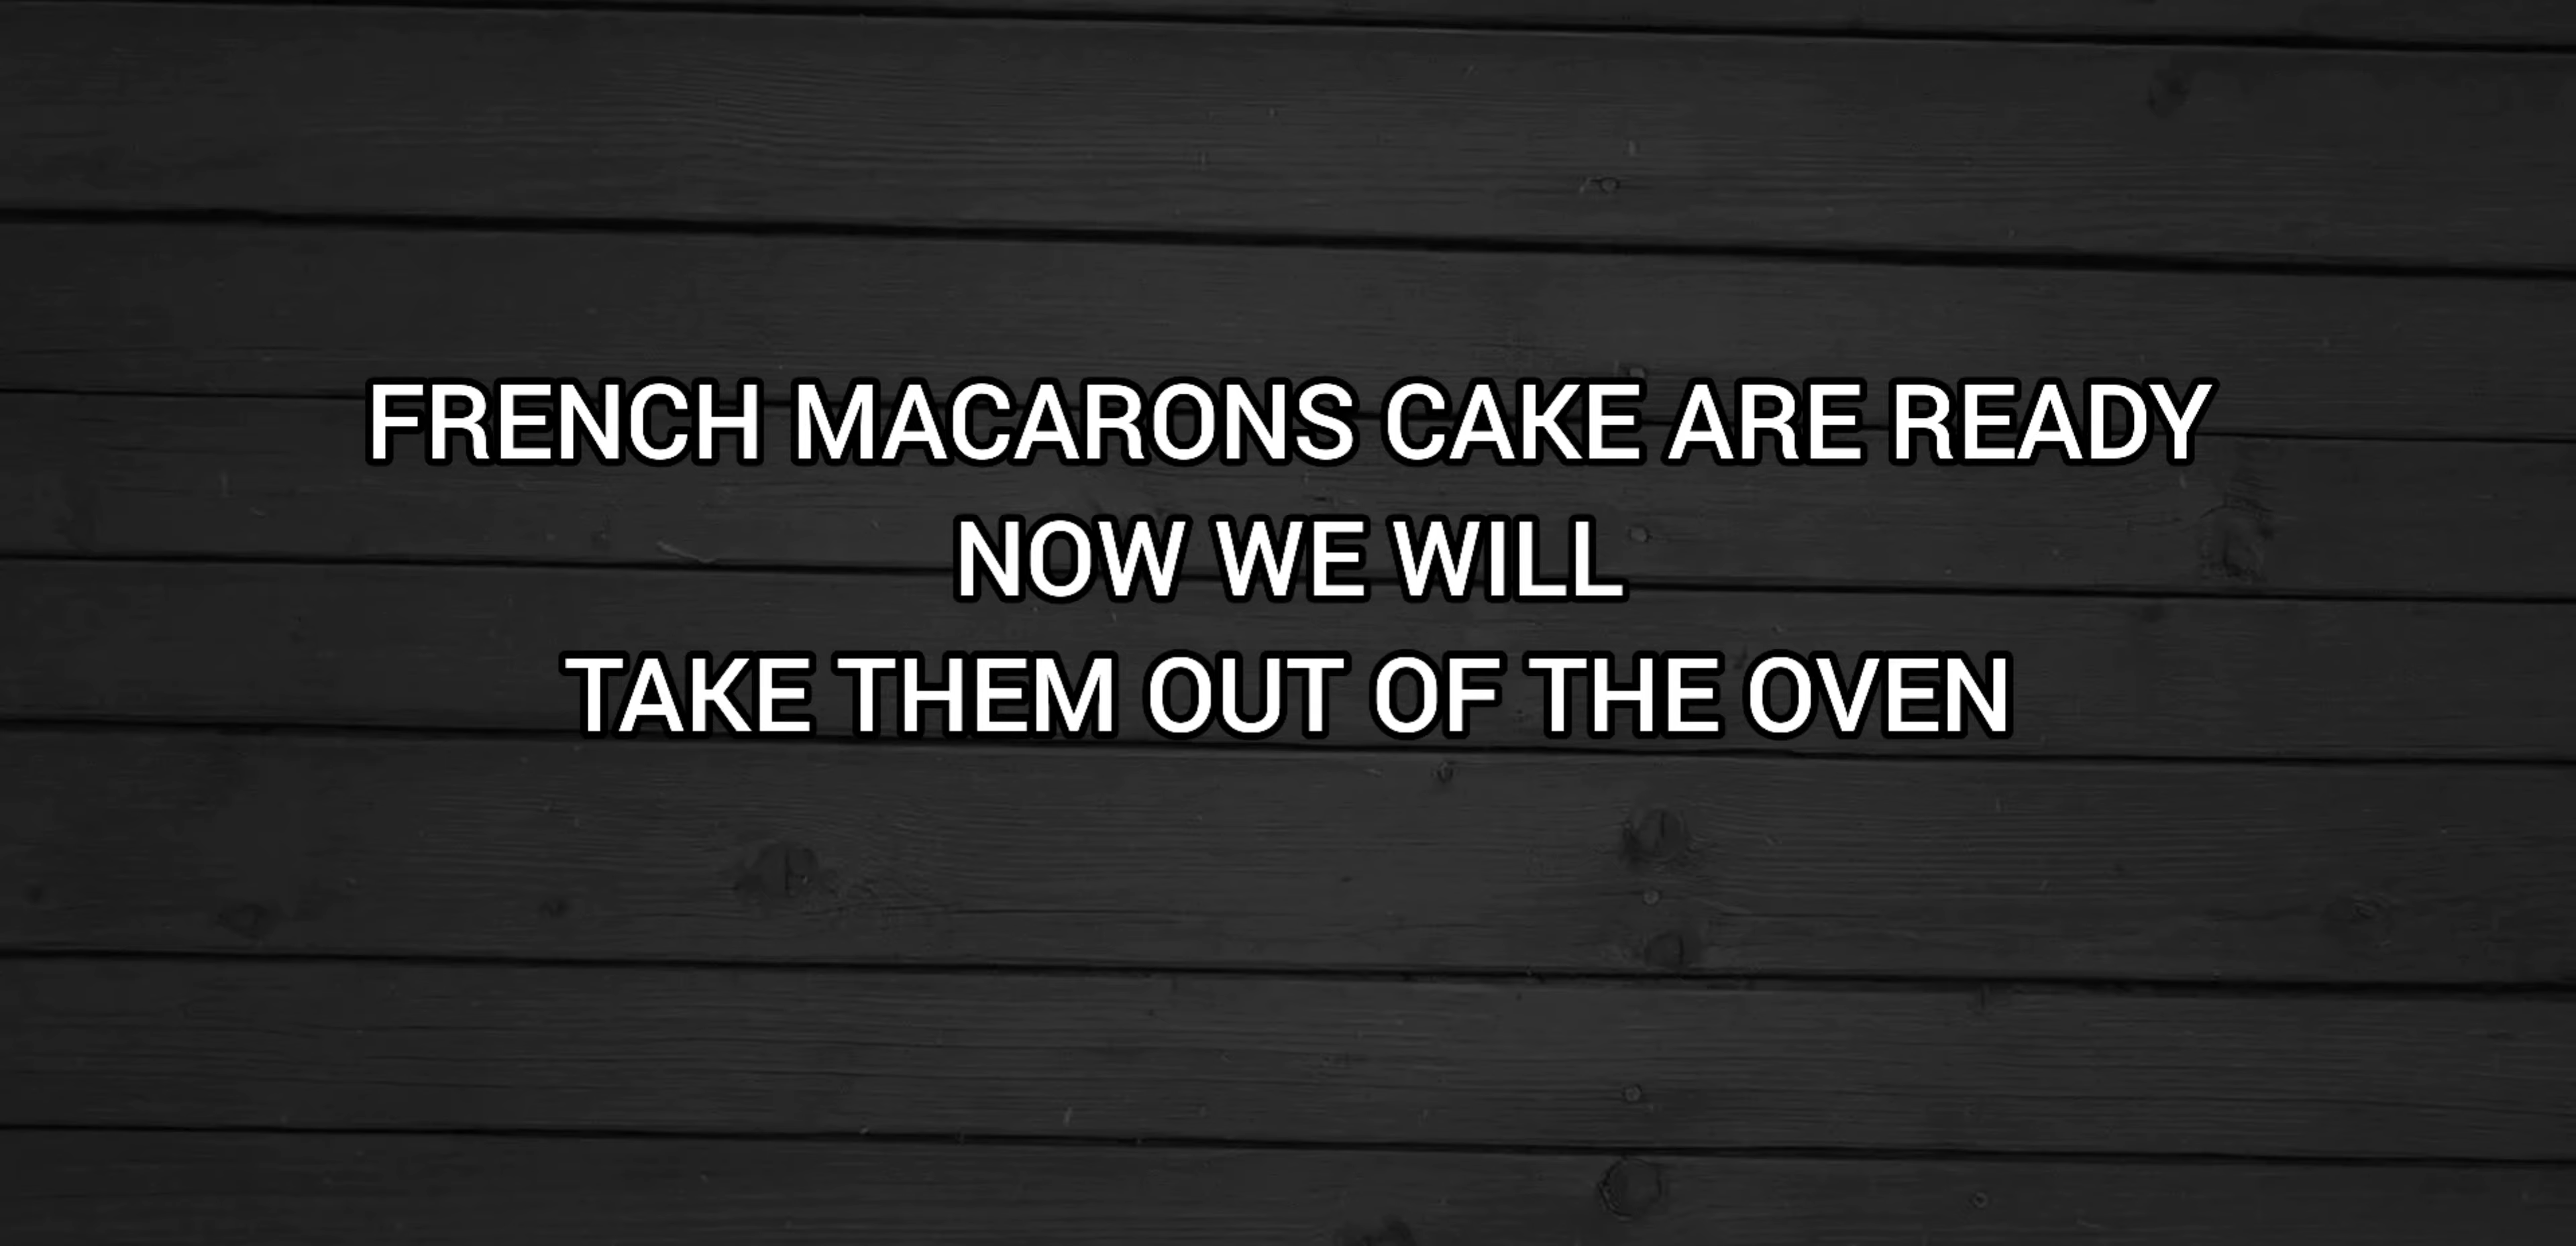 FRENCH MACARONS CAKE ARE READY
NOW WE WILL
TAKE THEM OUT OF THE OVEN